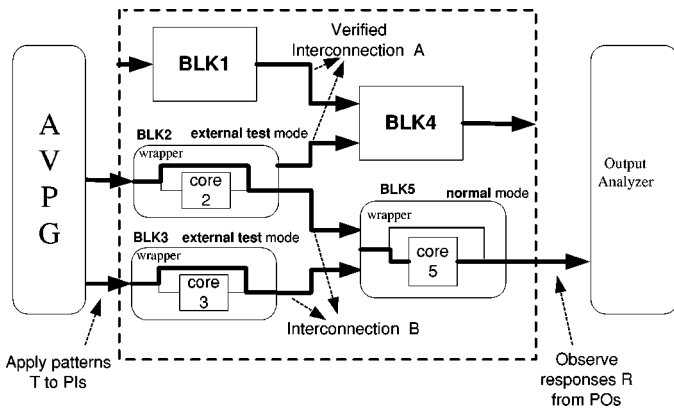 Verified
Interconnection A
BLK1
A
V
P
G
BLK4
Output
Analyzer
BLK2 external test mode
wrapper
core
2
BLK5
normal mode
wrapper
core
5
BLK3 external test mode
wrapper
core
3
Interconnection B
Apply patterns
T to PIs
Observe
responses R
from POs